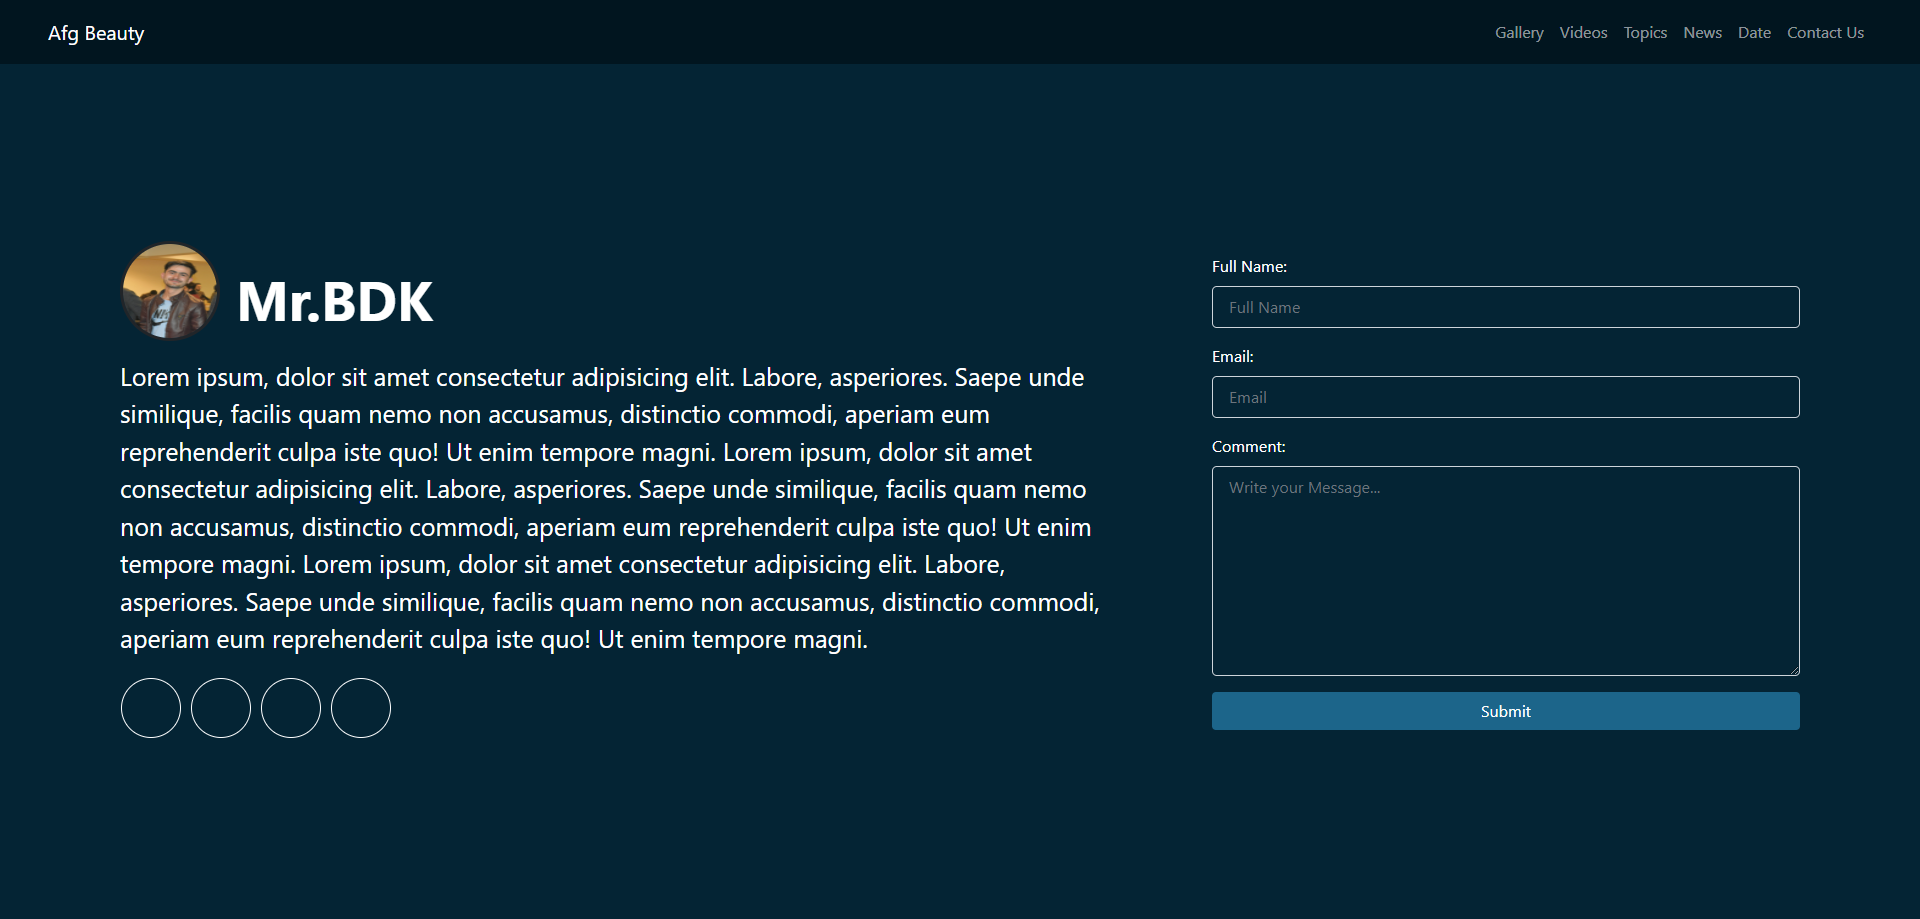 Afg Beauty
Gallery Videos Topics News Date Contact Us
Mr.BDK
Lorem ipsum, dolor sit amet consectetur adipisicing elit. Labore, asperiores. Saepe unde
similique, facilis quam nemo non accusamus, distinctio commodi, aperiam eum
reprehenderit culpa iste quo! Ut enim tempore magni. Lorem ipsum, dolor sit amet
consectetur adipisicing elit. Labore, asperiores. Saepe unde similique, facilis quam nemo
non accusamus, distinctio commodi, aperiam eum reprehenderit culpa iste quo! Ut enim
tempore magni. Lorem ipsum, dolor sit amet consectetur adipisicing elit. Labore,
asperiores. Saepe unde similique, facilis quam nemo non accusamus, distinctio commodi,
aperiam eum reprehenderit culpa iste quo! Ut enim tempore magni.
Full Name:
Full Name
Email:
Email
Comment:
Write your Message...
Submit